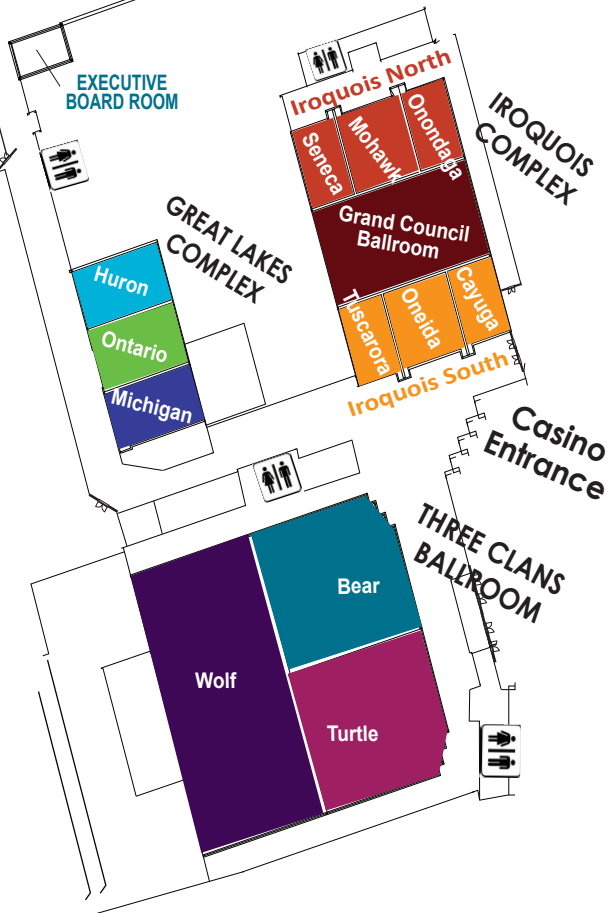 EXECUTIVE
BOARD ROOM
Iroquois North
IROQUOIS
COMPLEX
Seneca
Mohawk
Onondaga
Grand Council
Ballroom
GREAT LAKES
COMPLEX
Huron
Ontario
Michigan
Tuscarora
Oneida
Cayuga
Iroquois South
Casino
Entrance
THREE CLANS
BALLROOM
Bear
Wolf
Turtle